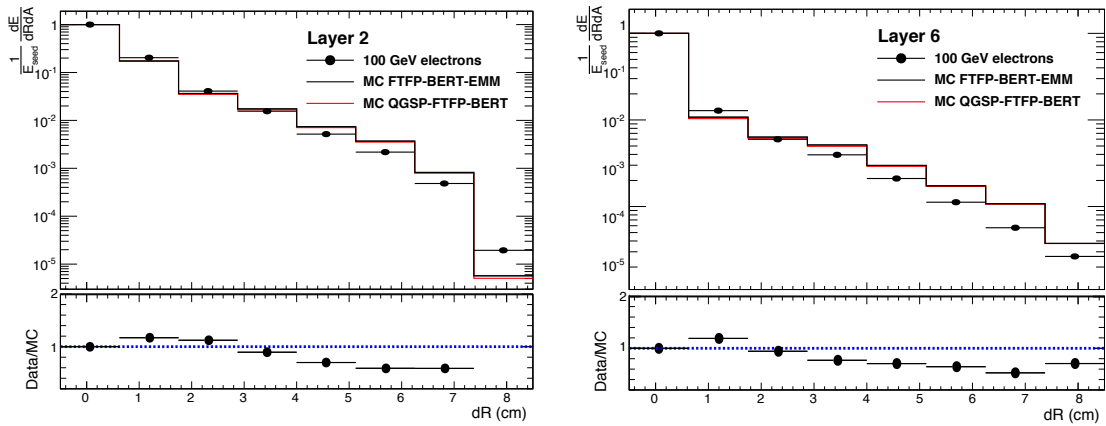 1/E_seed dE/dRdA
Layer 2
100 GeV electrons
MC FTFP-BERT-EMM
MC QGSP-FTFP-BERT
1
10^-1
10^-2
10^-3
10^-4
10^-5
Data/MC
2
1
0 1 2 3 4 5 6 7 8
dR (cm)
1/E_seed dE/dRdA
Layer 6
100 GeV electrons
MC FTFP-BERT-EMM
MC QGSP-FTFP-BERT
1
10^-1
10^-2
10^-3
10^-4
10^-5
Data/MC
2
1
0 1 2 3 4 5 6 7 8
dR (cm)